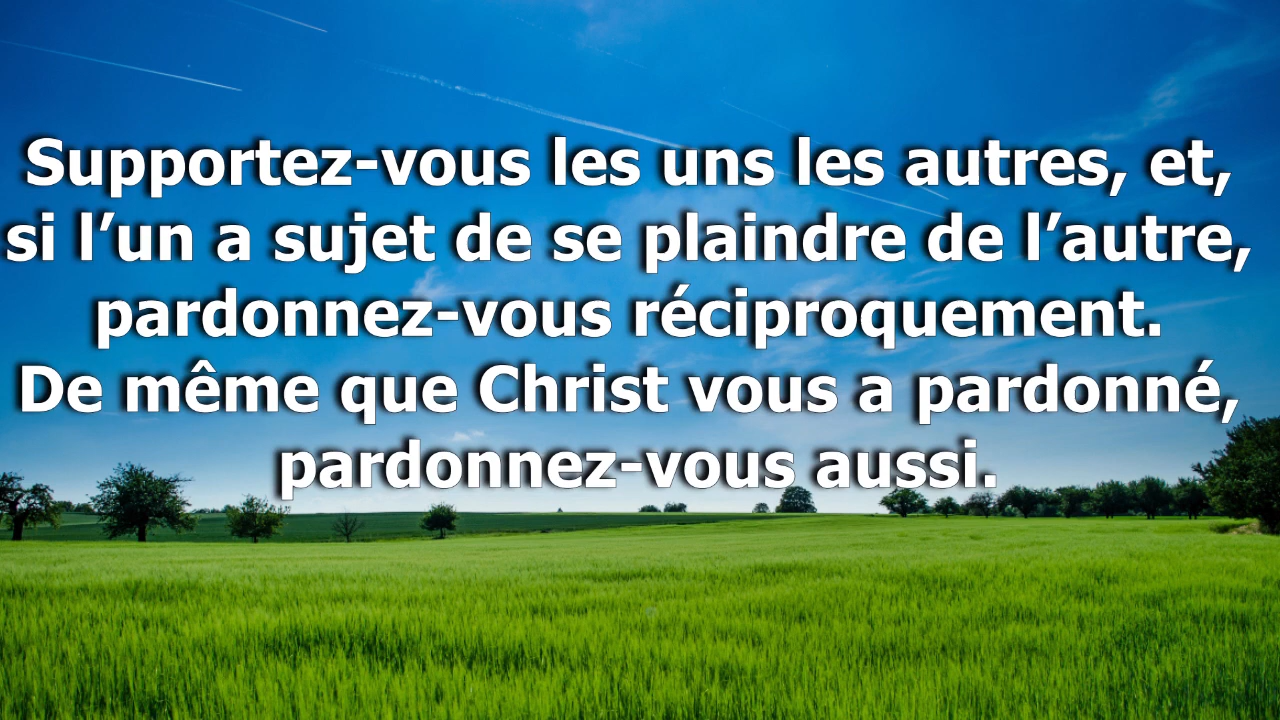 Supportez-vous les uns les autres, et,
si l’un a sujet de se plaindre de l’autre,
pardonnez-vous réciproquement.
De même que Christ vous a pardonné,
pardonnez-vous aussi.